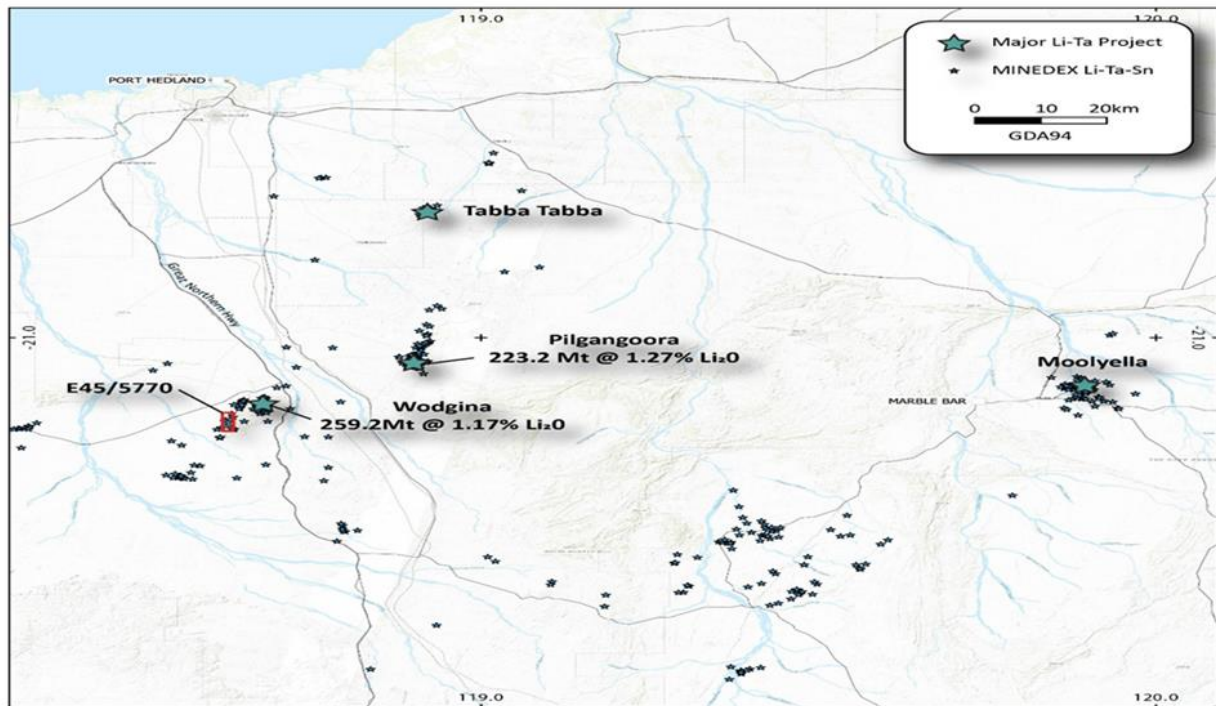 119.0
120.0
Major Li-Ta Project
MINEDEX Li-Ta-Sn
0 10 20km
GDA94
PORT HEDLAND
Tabba Tabba
Great Northern Hwy
-21.0
-21.0
Pilgangoora
223.2 Mt @ 1.27% Li₂0
Moolyella
E45/5770
MARBLE BAR
Wodgina
259.2Mt @ 1.17% Li₂0
119.0
120.0